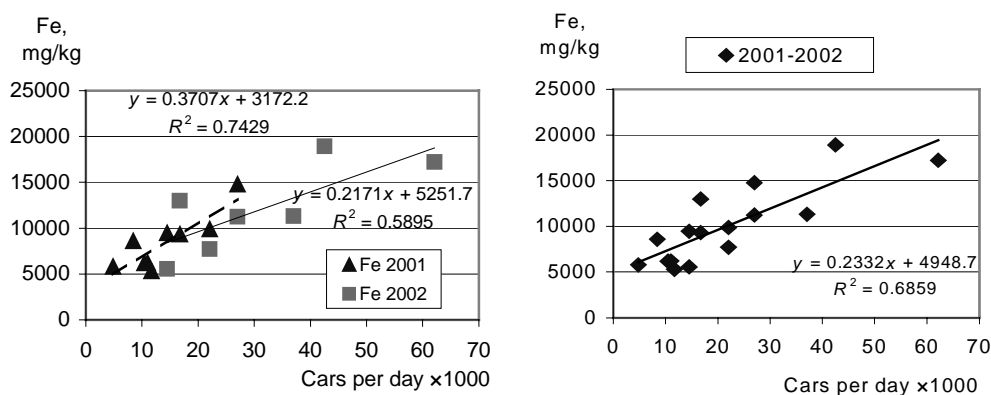 Fe,
mg/kg
25000
20000
15000
10000
5000
0
y = 0.3707x + 3172.2
R² = 0.7429
y = 0.2171x + 5251.7
R² = 0.5895
Fe 2001
Fe 2002
0 10 20 30 40 50 60 70
Cars per day ×1000
Fe,
mg/kg
2001-2002
25000
20000
15000
10000
5000
0
y = 0.2332x + 4948.7
R² = 0.6859
0 10 20 30 40 50 60 70
Cars per day ×1000